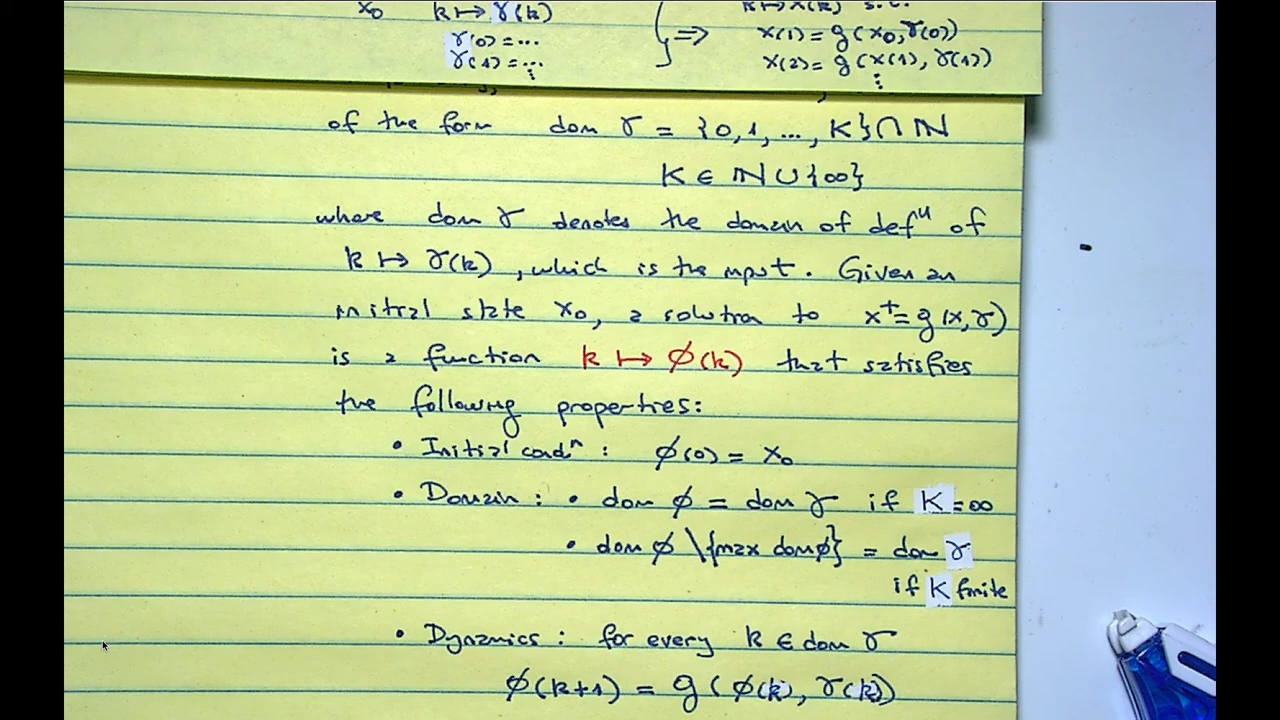 x₀ k ↦ γ(k)
γ(0) = ... ⇒ x(1) = g(x₀, γ(0))
γ(1) = ... x(2) = g(x(1), γ(1))
⋮ ⋮
of the form dom γ = {0, 1, ..., K} ∩ ℕ
K ∈ ℕ ∪ {∞}
where dom γ denotes the domain of defⁿ of
k ↦ γ(k), which is the input. Given an
initial state x₀, a solution to x⁺ = g(x, γ)
is a function k ↦ φ(k) that satisfies
the following properties:
• Initial condⁿ : φ(0) = x₀
• Domain : • dom φ = dom γ if K = ∞
• dom φ \ {max dom φ} = dom γ
if K finite
• Dynamics : for every k ∈ dom γ
φ(k+1) = g(φ(k), γ(k))